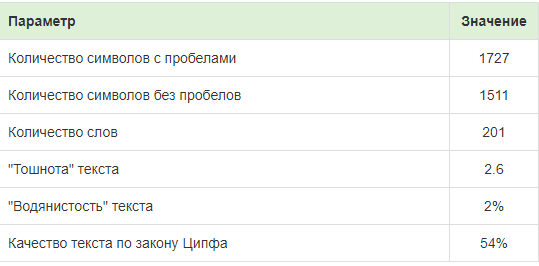 Параметр Значение
Количество символов с пробелами 1727
Количество символов без пробелов 1511
Количество слов 201
"Тошнота" текста 2.6
"Водянистость" текста 2%
Качество текста по закону Ципфа 54%